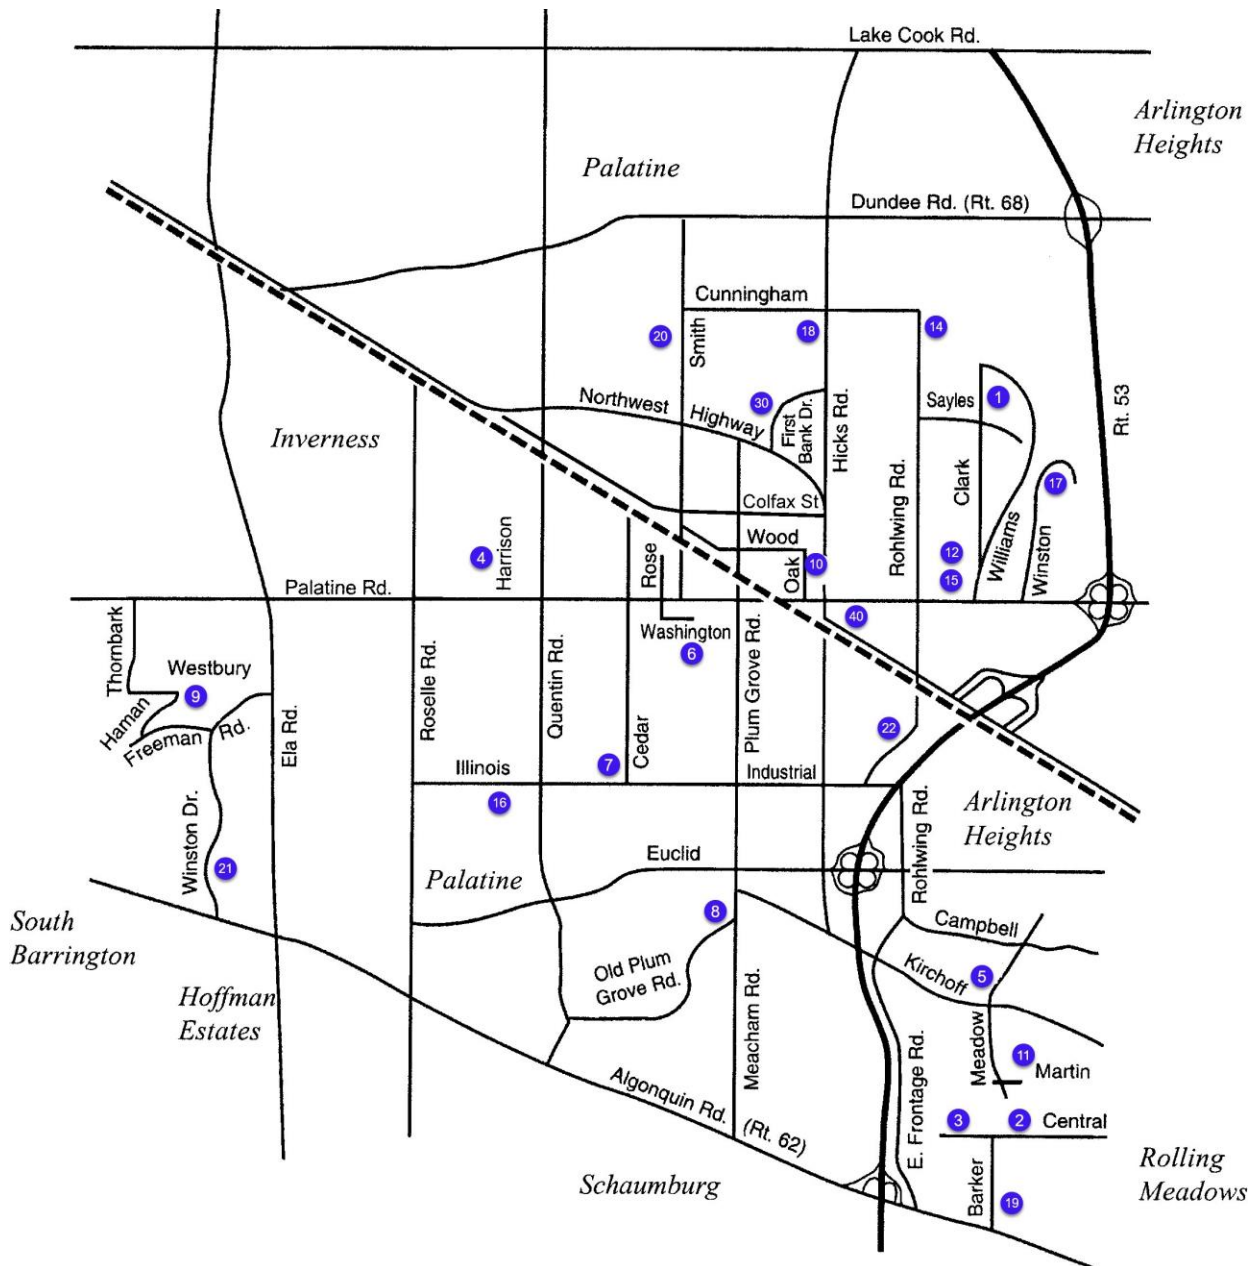 Lake Cook Rd.
Arlington
Heights
Palatine
Dundee Rd. (Rt. 68)
Cunningham
20
Smith
18
14
Northwest
Highway
30
First
Bank Dr.
Hicks Rd.
Sayles
1
Rt. 53
Inverness
Clark
17
Colfax St
Rohlwing Rd.
Williams
Winston
Wood
Oak
10
12
15
4
Harrison
Rose
Palatine Rd.
40
Thornbark
Washington
6
Westbury
9
Haman
Freeman Rd.
Ela Rd.
Roselle Rd.
Quentin Rd.
Cedar
Plum Grove Rd.
22
7
Illinois
Industrial
16
Arlington
Heights
Rohlwing Rd.
Winston Dr.
21
Euclid
Palatine
8
Campbell
South
Barrington
Old Plum
Grove Rd.
Kirchoff
5
Hoffman
Estates
Meacham Rd.
Meadow
11
Martin
E. Frontage Rd.
Algonquin Rd. (Rt. 62)
3
2
Central
Schaumburg
Barker
19
Rolling
Meadows